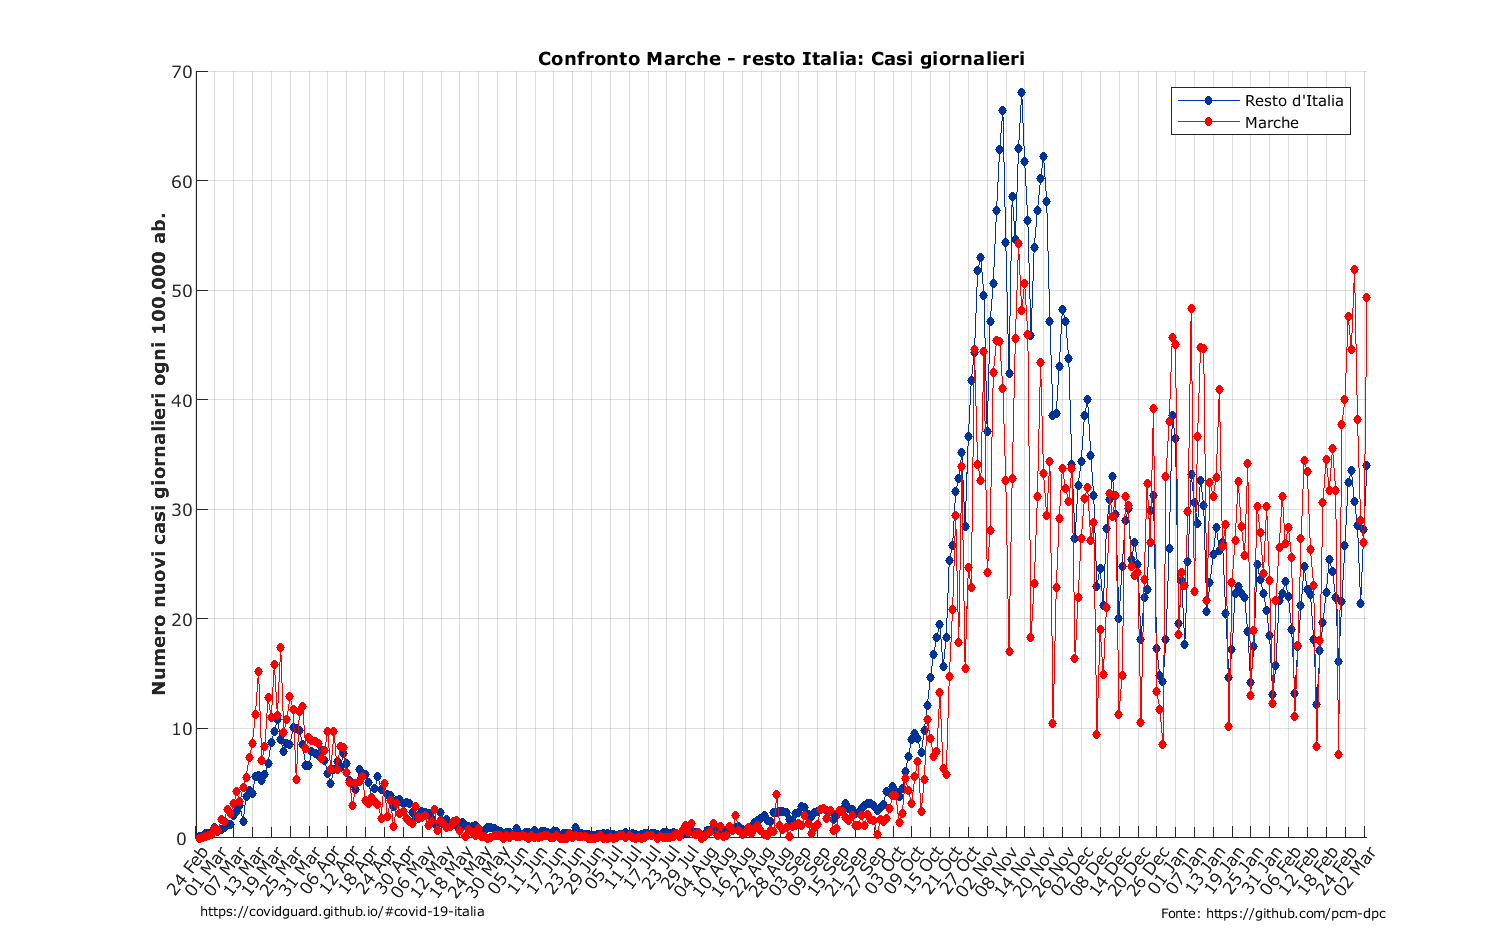 Confronto Marche - resto Italia: Casi giornalieri
Resto d'Italia
Marche
Numero nuovi casi giornalieri ogni 100.000 ab.
70
60
50
40
30
20
10
0
24 Feb
01 Mar
07 Mar
13 Mar
19 Mar
25 Mar
31 Mar
06 Apr
12 Apr
18 Apr
24 Apr
30 Apr
06 May
12 May
18 May
24 May
30 May
05 Jun
11 Jun
17 Jun
23 Jun
29 Jun
05 Jul
11 Jul
17 Jul
23 Jul
29 Jul
04 Aug
10 Aug
16 Aug
22 Aug
28 Aug
03 Sep
09 Sep
15 Sep
21 Sep
27 Sep
03 Oct
09 Oct
15 Oct
21 Oct
27 Oct
02 Nov
08 Nov
14 Nov
20 Nov
26 Nov
02 Dec
08 Dec
14 Dec
20 Dec
26 Dec
01 Jan
07 Jan
13 Jan
19 Jan
25 Jan
31 Jan
06 Feb
12 Feb
18 Feb
24 Feb
02 Mar
https://covidguard.github.io/#covid-19-italia
Fonte: https://github.com/pcm-dpc